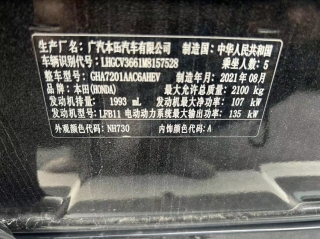 生产厂名：广汽本田汽车有限公司 制造国：中华人民共和国
车辆识别代号：LHGCV3661M8157528 乘坐人数：5
整车型号：GHA7201AAC6AHEV 制造年月：2021年08月
品牌：本田(HONDA) 最大允许总质量：2100 kg
发动机排量：1993 mL 发动机最大净功率：107 kW
发动机型号：LFB11 电动动力系统最大输出功率：135 kW
外观颜色代码：NH730 内饰颜色代码：A